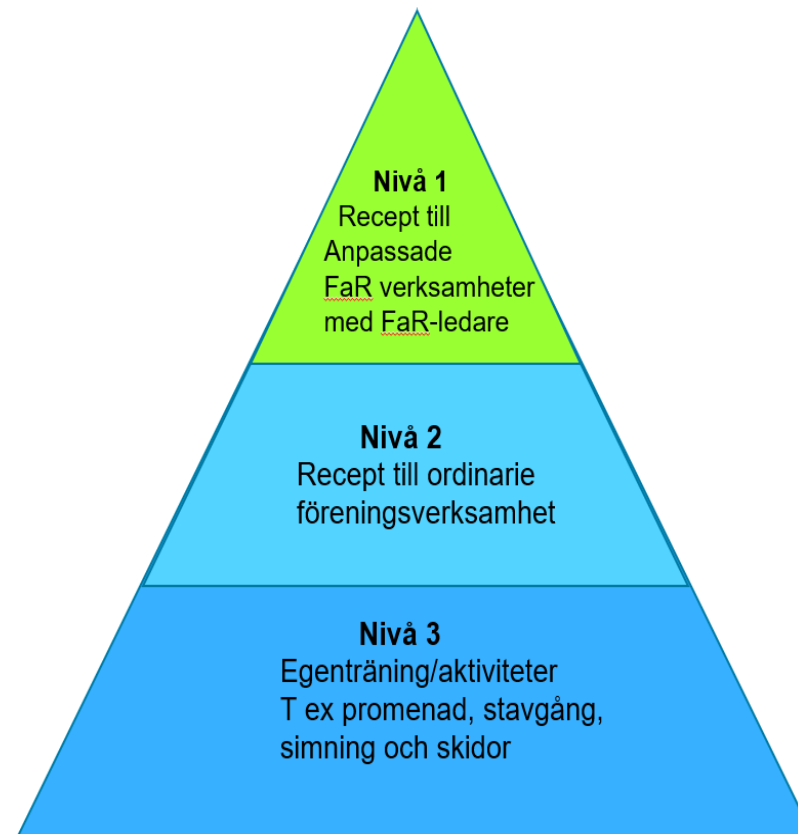 Nivå 1
Recept till
Anpassade
FaR verksamheter
med FaR-ledare
Nivå 2
Recept till ordinarie
föreningsverksamhet
Nivå 3
Egenträning/aktiviteter
T ex promenad, stavgång,
simning och skidor